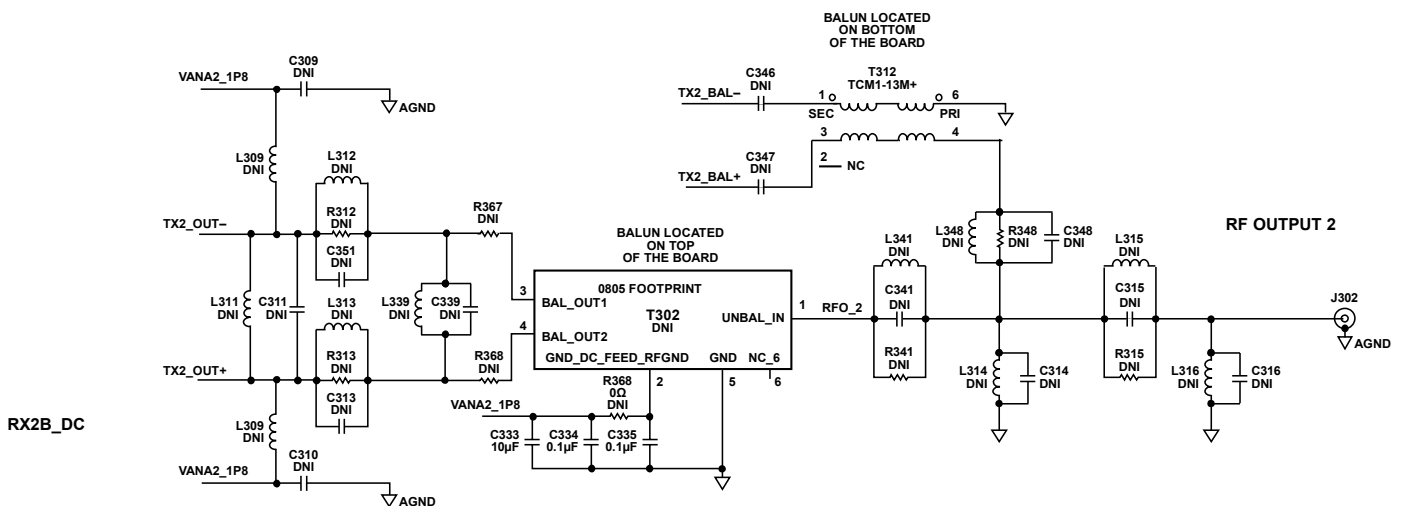 BALUN LOCATED
ON BOTTOM
OF THE BOARD
C309
DNI
VANA2_1P8
AGND
C346
DNI
T312
TCM1-13M+
TX2_BAL–
1
6
SEC
PRI
3
4
2
NC
C347
DNI
TX2_BAL+
L309
DNI
L312
DNI
R312
DNI
C351
DNI
TX2_OUT–
R367
DNI
BALUN LOCATED
ON TOP
OF THE BOARD
L348
DNI
R348
DNI
C348
DNI
RF OUTPUT 2
L311
DNI
C311
DNI
L313
DNI
R313
DNI
C313
DNI
L339
DNI
C339
DNI
3
4
0805 FOOTPRINT
BAL_OUT1
T302
DNI
UNBAL_IN
BAL_OUT2
GND_DC_FEED_RFGND
GND
NC_6
1
RFO_2
2
5
6
L341
DNI
C341
DNI
R341
DNI
L315
DNI
C315
DNI
R315
DNI
J302
AGND
TX2_OUT+
R368
DNI
L314
DNI
C314
DNI
L316
DNI
C316
DNI
R368
0Ω
DNI
VANA2_1P8
C333
10µF
C334
0.1µF
C335
0.1µF
RX2B_DC
L309
DNI
VANA2_1P8
C310
DNI
AGND